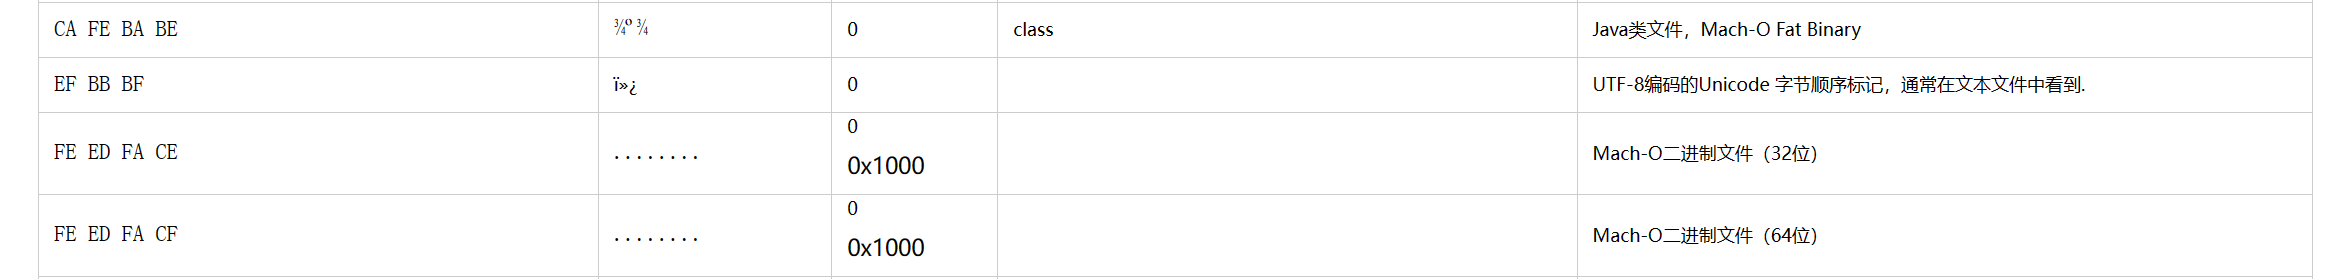 CA FE BA BE ¾º¾ 0 class Java类文件，Mach-O Fat Binary
EF BB BF ï»¿ 0 UTF-8编码的Unicode 字节顺序标记，通常在文本文件中看到.
0
FE ED FA CE ........ Mach-O二进制文件（32位）
0x1000
0
FE ED FA CF ........ Mach-O二进制文件（64位）
0x1000